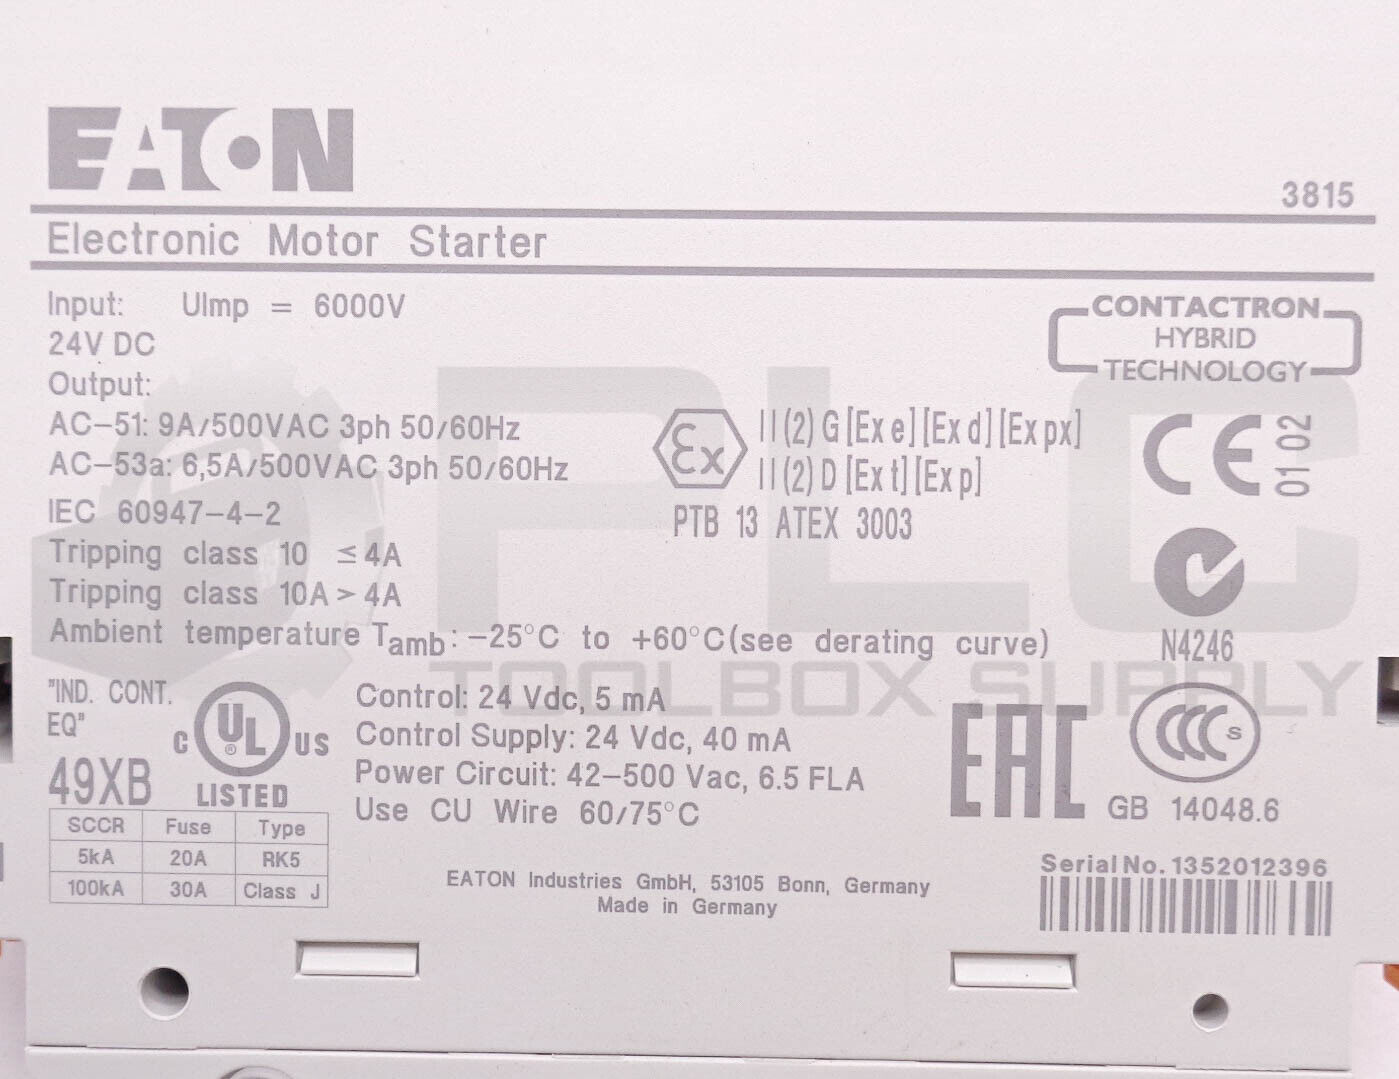 EATON
3815
Electronic Motor Starter
Input: UImp = 6000V
24V DC
Output:
AC-51: 9A/500VAC 3ph 50/60Hz
AC-53a: 6,5A/500VAC 3ph 50/60Hz
IEC 60947-4-2
Tripping class 10 ≤ 4A
Tripping class 10A > 4A
Ambient temperature Tamb: -25°C to +60°C(see derating curve)
CONTACTRON
HYBRID
TECHNOLOGY
Ex
II (2) G [Ex e] [Ex d] [Ex px]
II (2) D [Ex t] [Ex p]
PTB 13 ATEX 3003
CE
01 02
N4246
"IND. CONT.
EQ"
49XB
C UL ® US
LISTED
Control: 24 Vdc, 5 mA
Control Supply: 24 Vdc, 40 mA
Power Circuit: 42-500 Vac, 6.5 FLA
Use CU Wire 60/75°C
EAC
CCC S
GB 14048.6
SCCR Fuse Type
5kA 20A RK5
100kA 30A Class J
EATON Industries GmbH, 53105 Bonn, Germany
Made in Germany
Serial No. 1352012396
PLC
TOOLBOX SUPPLY